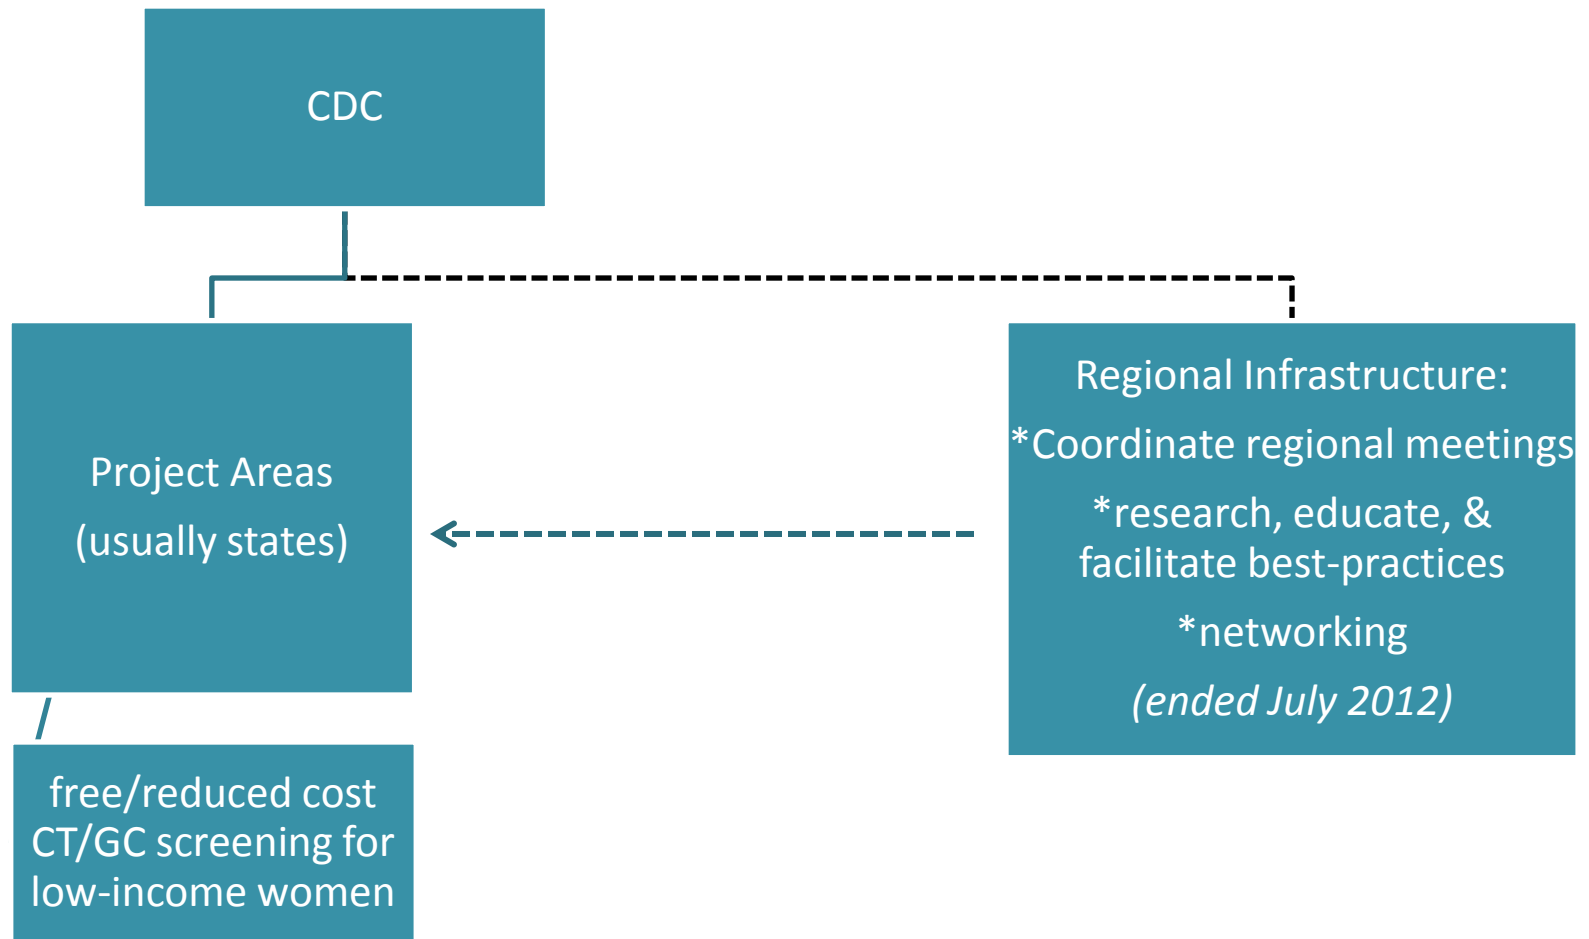 CDC
Project Areas
(usually states)
Regional Infrastructure:
*Coordinate regional meetings
*research, educate, &
facilitate best-practices
*networking
(ended July 2012)
free/reduced cost
CT/GC screening for
low-income women